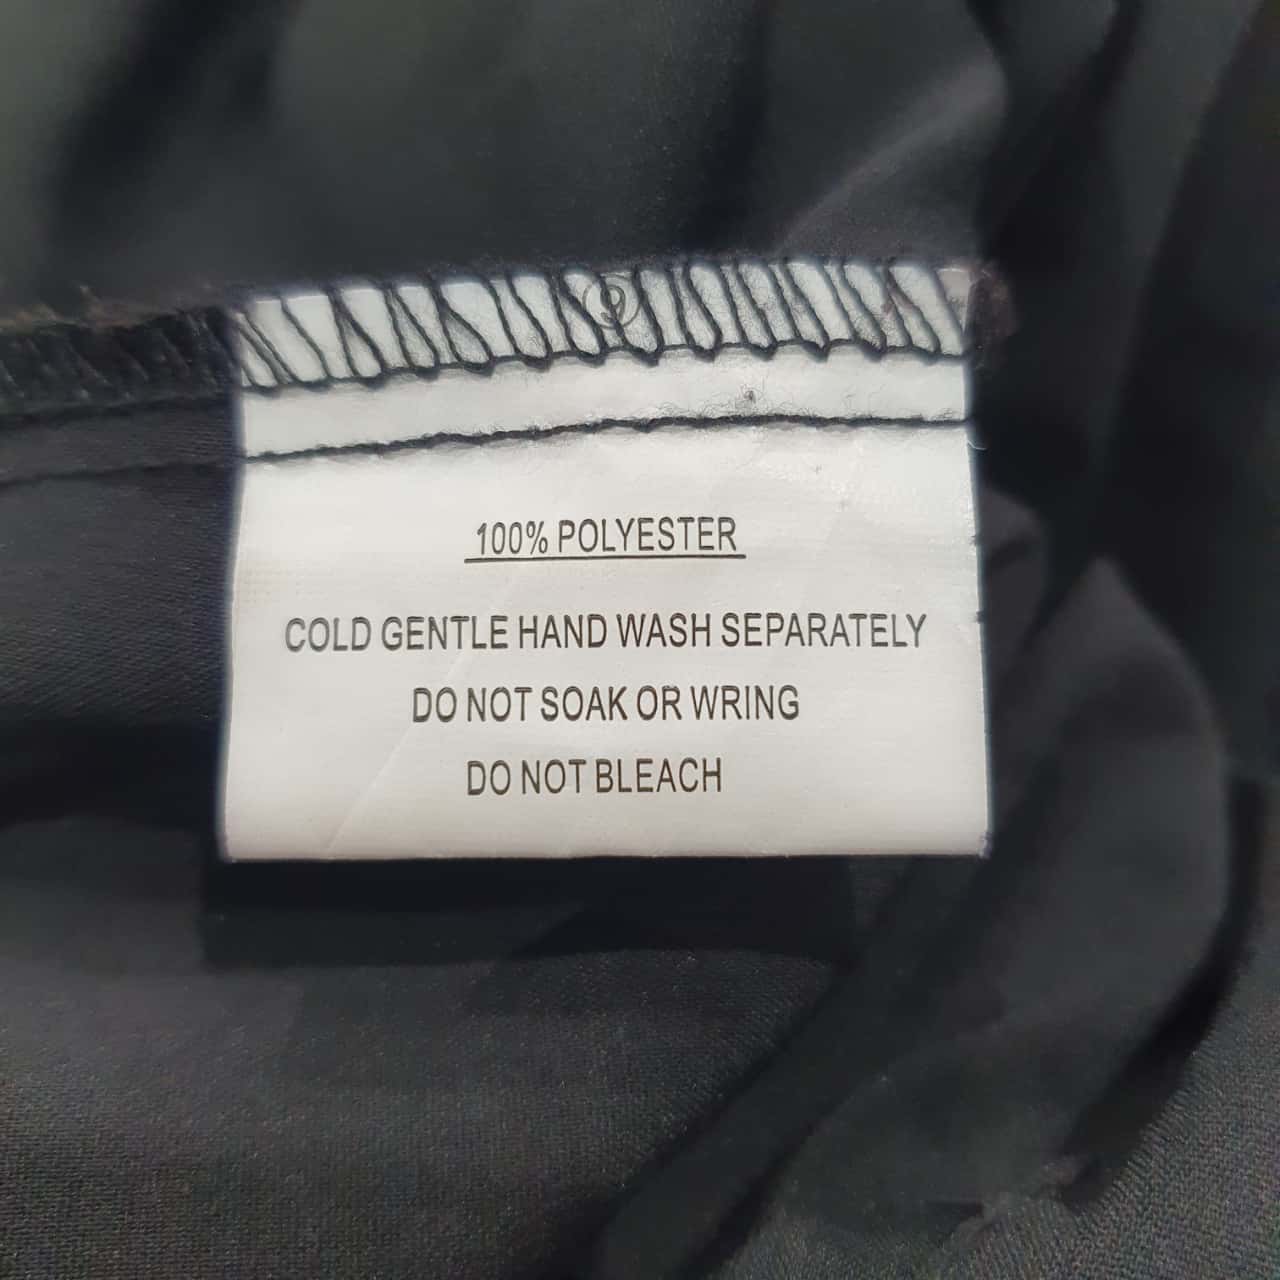 100% POLYESTER
COLD GENTLE HAND WASH SEPARATELY
DO NOT SOAK OR WRING
DO NOT BLEACH